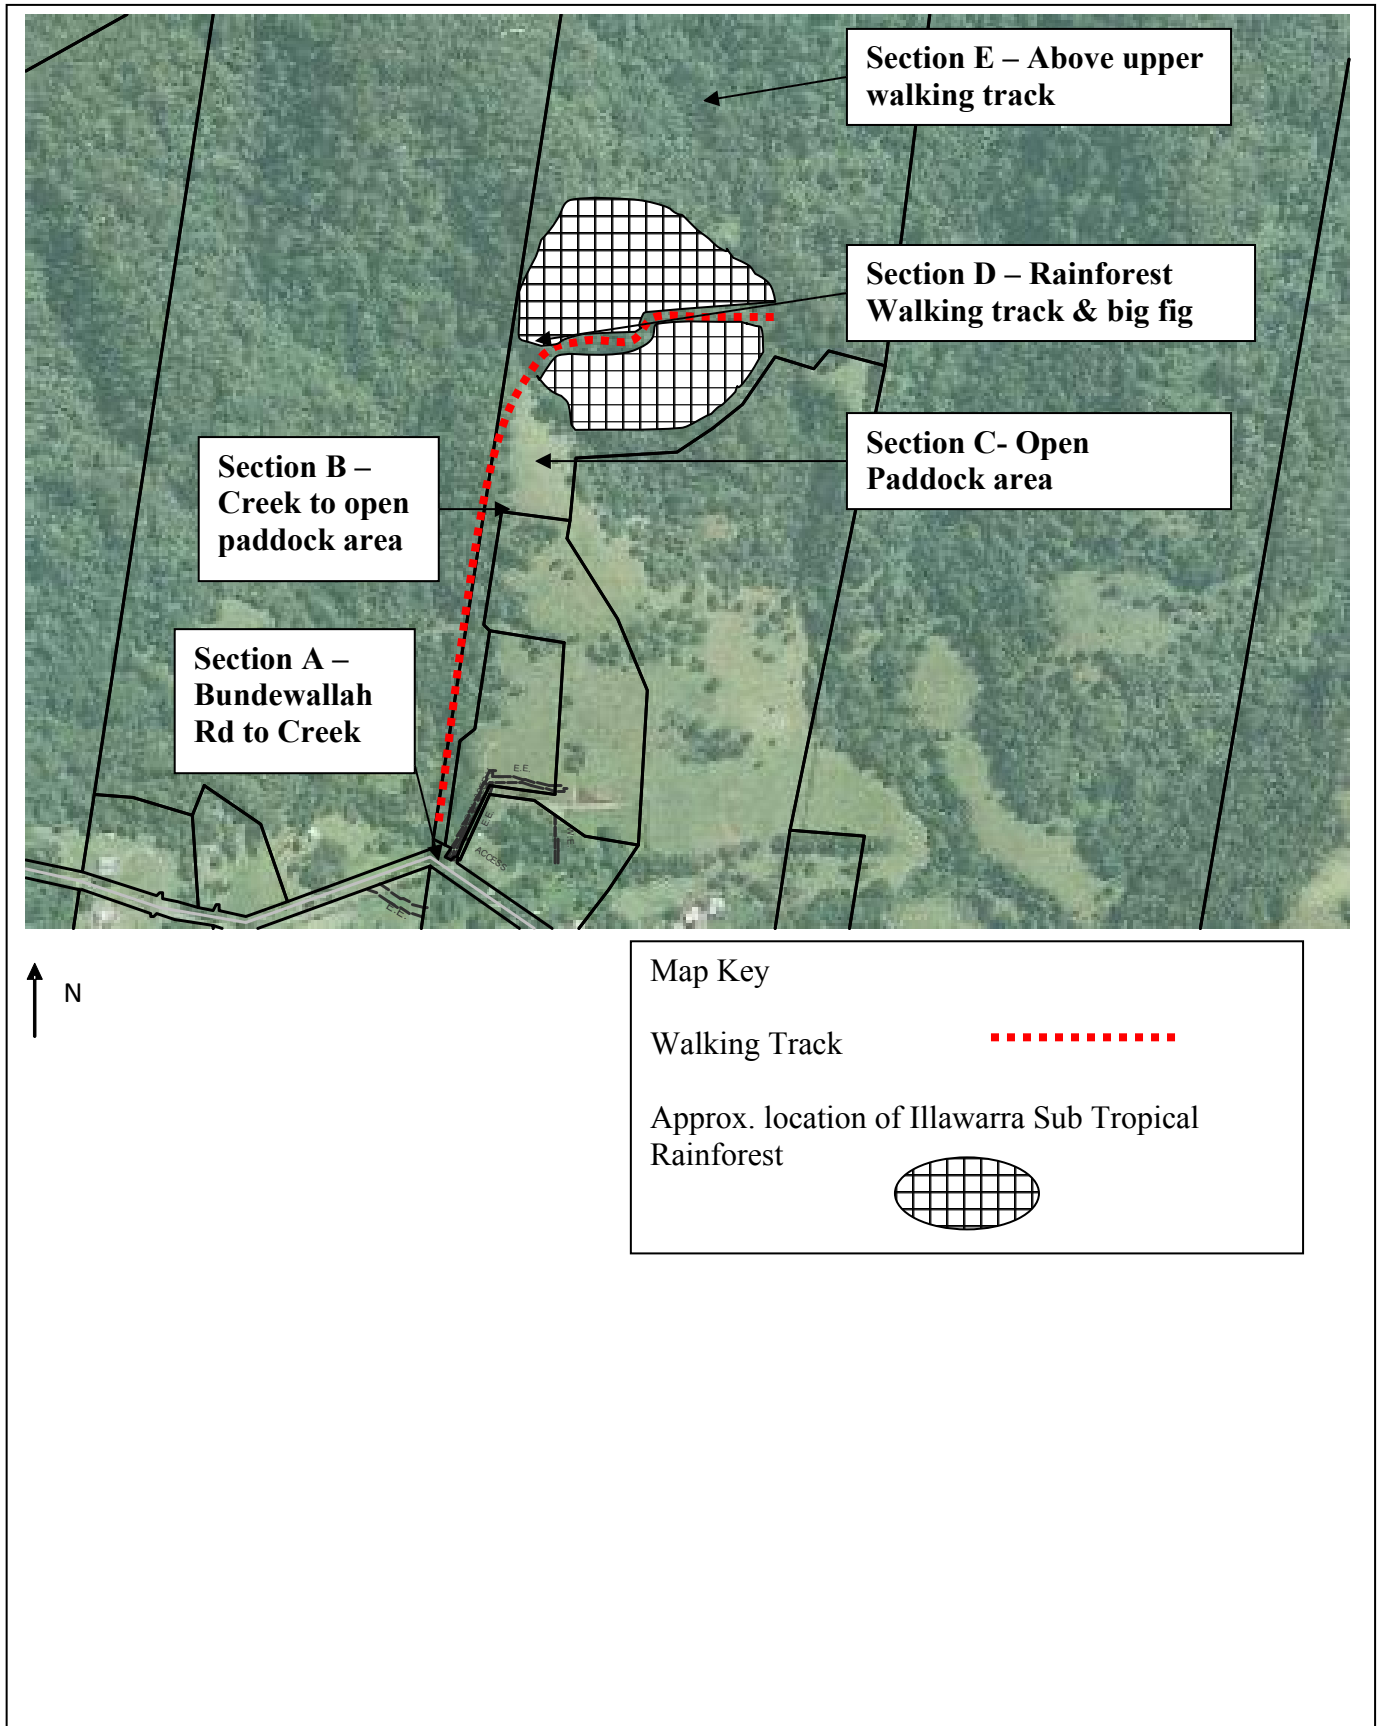 Section E – Above upper
walking track
Section D – Rainforest
Walking track & big fig
Section C- Open
Paddock area
Section B –
Creek to open
paddock area
Section A –
Bundewallah
Rd to Creek
E.E.
E.E.
ACCESS
E.E.
N
Map Key
Walking Track
Approx. location of Illawarra Sub Tropical
Rainforest